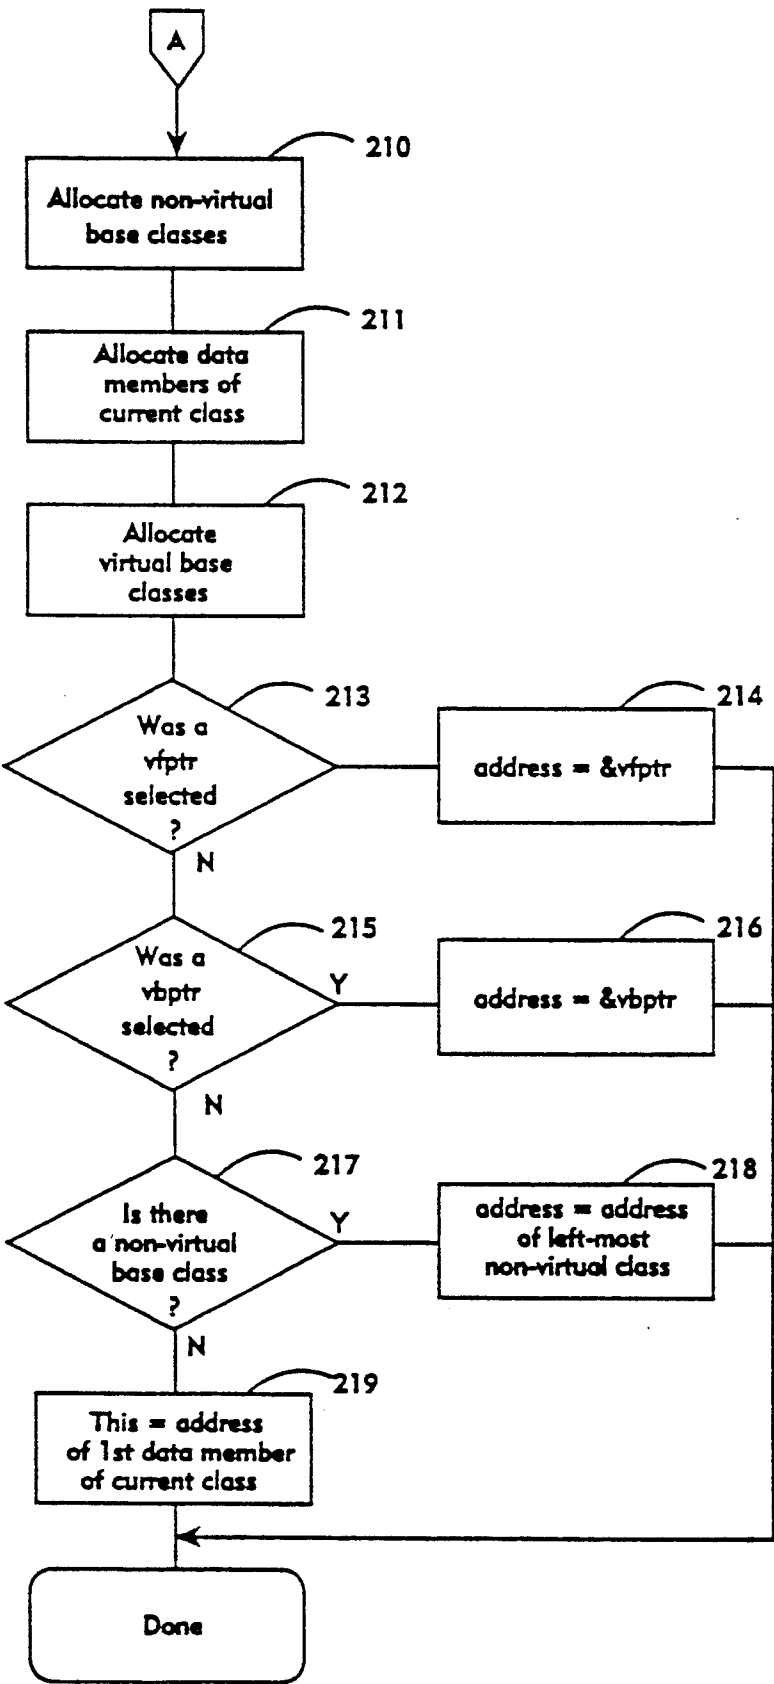 A
210
Allocate non-virtual
base classes
211
Allocate data
members of
current class
212
Allocate
virtual base
classes
213
Was a
vfptr
selected
?
N
214
address = &vfptr
215
Was a
vbptr
selected
?
Y
N
216
address = &vbptr
217
Is there
a non-virtual
base class
?
Y
N
218
address = address
of left-most
non-virtual class
219
This = address
of 1st data member
of current class
Done